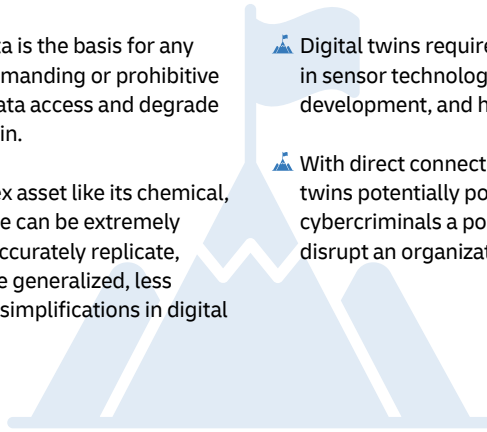 ta is the basis for any
manding or prohibitive
ata access and degrade
in.
ex asset like its chemical,
e can be extremely
ccurately replicate,
e generalized, less
simplifications in digital
Digital twins require
in sensor technolog
development, and h
With direct connect
twins potentially po
cybercriminals a po
disrupt an organizat